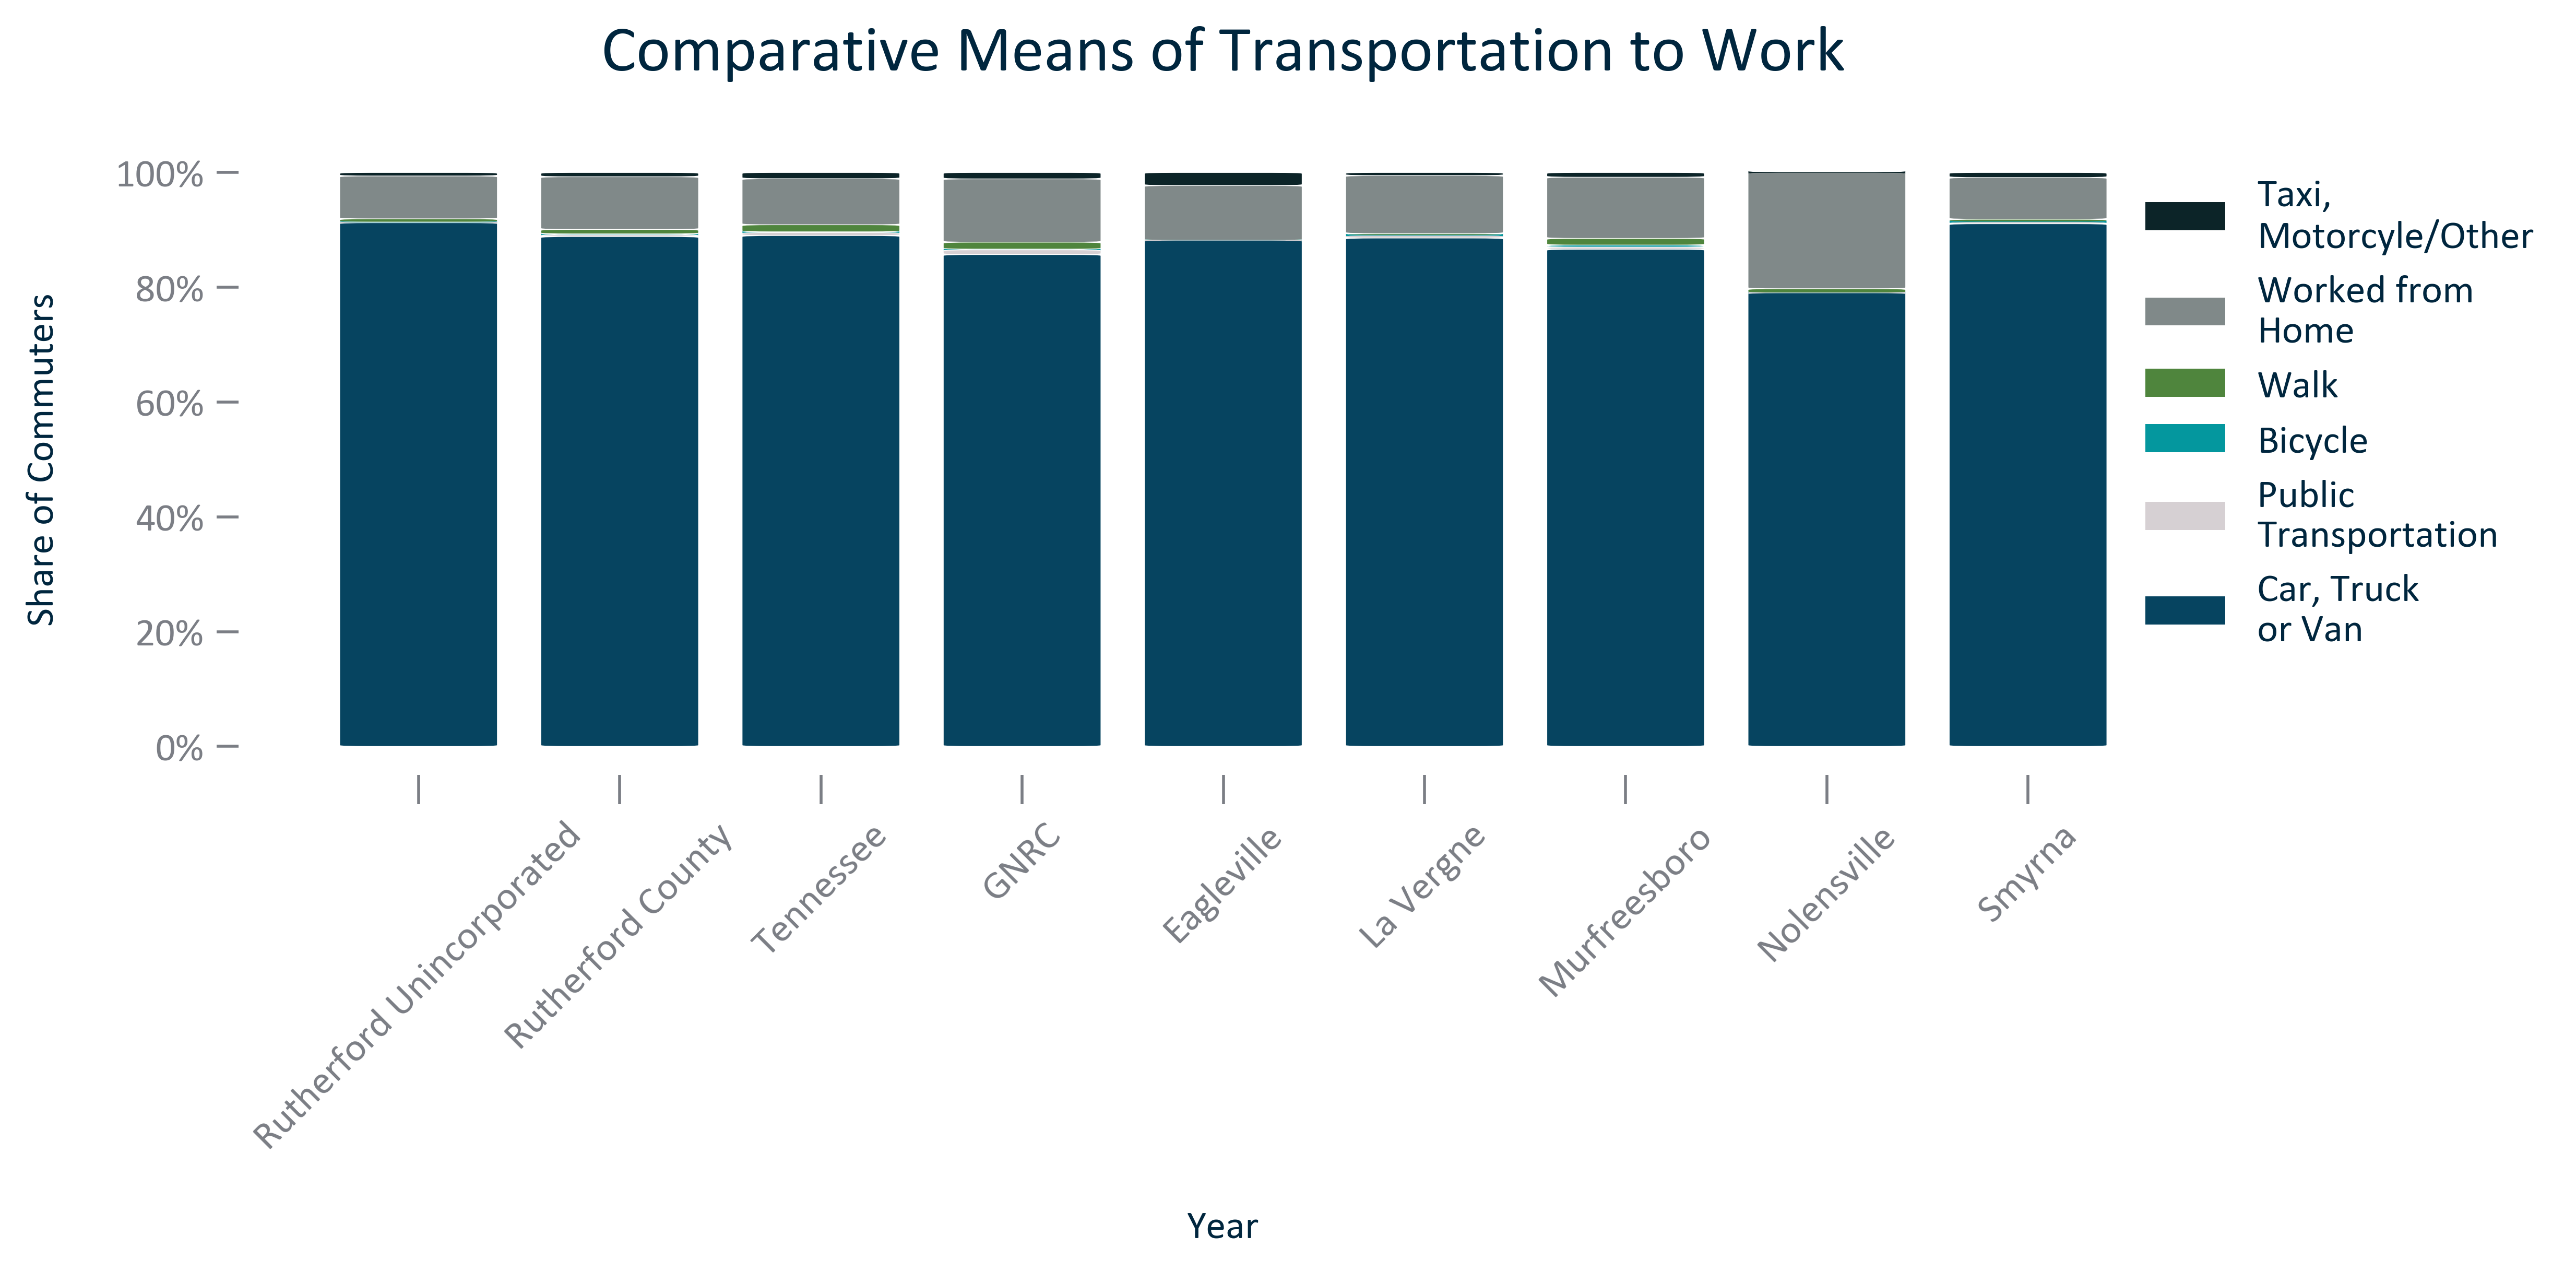 Comparative Means of Transportation to Work
Share of Commuters
100%
80%
60%
40%
20%
0%
Rutherford Unincorporated
Rutherford County
Tennessee
GNRC
Eagleville
La Vergne
Murfreesboro
Nolensville
Smyrna
Year
Taxi,
Motorcyle/Other
Worked from
Home
Walk
Bicycle
Public
Transportation
Car, Truck
or Van